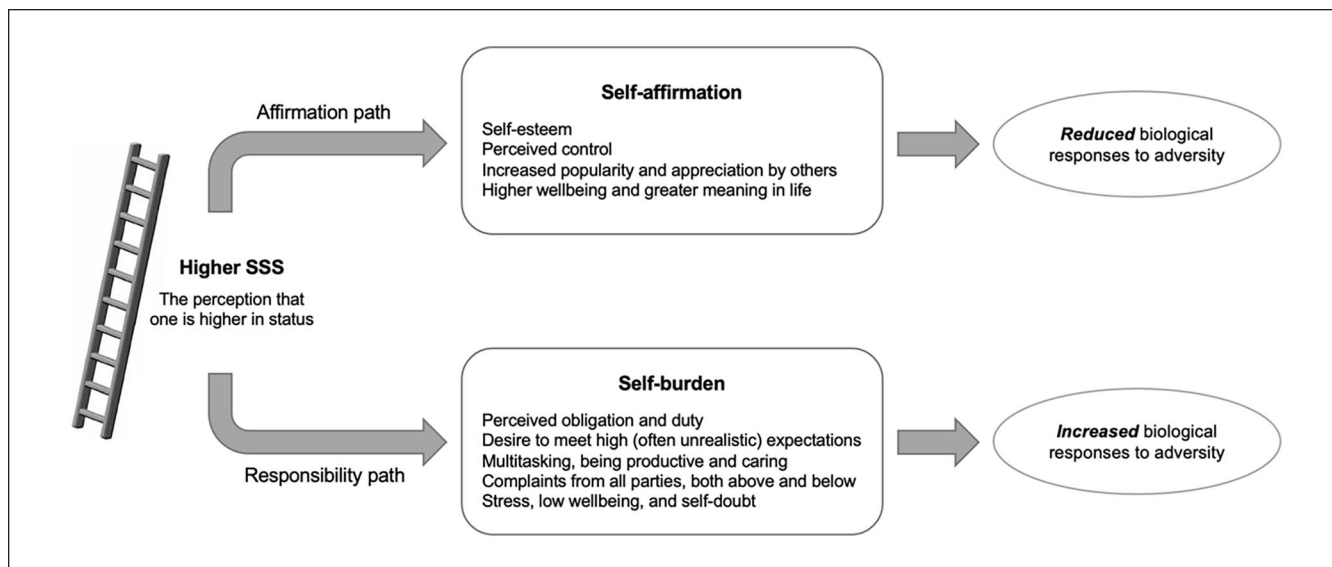 Affirmation path
Self-affirmation
Self-esteem
Perceived control
Increased popularity and appreciation by others
Higher wellbeing and greater meaning in life
Reduced biological
responses to adversity
Higher SSS
The perception that
one is higher in status
Responsibility path
Self-burden
Perceived obligation and duty
Desire to meet high (often unrealistic) expectations
Multitasking, being productive and caring
Complaints from all parties, both above and below
Stress, low wellbeing, and self-doubt
Increased biological
responses to adversity